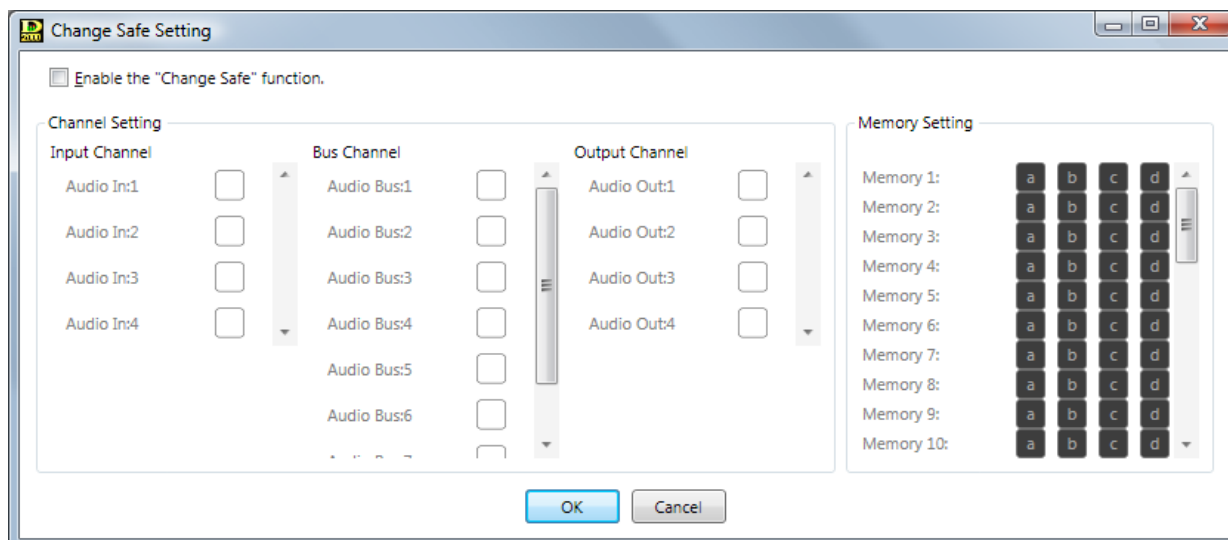 Change Safe Setting
Enable the "Change Safe" function.
Channel Setting
Input Channel
Audio In:1
Audio In:2
Audio In:3
Audio In:4
Bus Channel
Audio Bus:1
Audio Bus:2
Audio Bus:3
Audio Bus:4
Audio Bus:5
Audio Bus:6
Output Channel
Audio Out:1
Audio Out:2
Audio Out:3
Audio Out:4
Memory Setting
Memory 1: a b c d
Memory 2: a b c d
Memory 3: a b c d
Memory 4: a b c d
Memory 5: a b c d
Memory 6: a b c d
Memory 7: a b c d
Memory 8: a b c d
Memory 9: a b c d
Memory 10: a b c d
OK Cancel